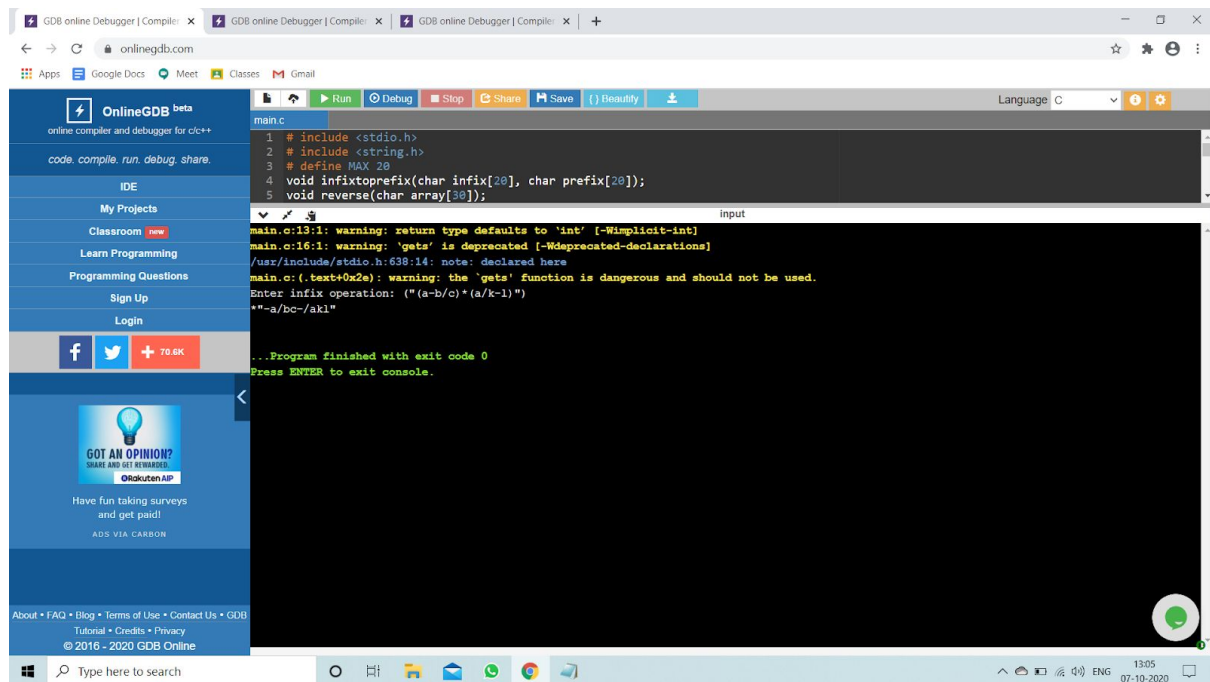 GDB online Debugger | Compiler
GDB online Debugger | Compiler
GDB online Debugger | Compiler
onlinegdb.com
Apps Google Docs Meet Classes Gmail
OnlineGDB beta
online compiler and debugger for c/c++
code. compile. run. debug. share.
IDE
My Projects
Classroom new
Learn Programming
Programming Questions
Sign Up
Login
f + 70.6K
GOT AN OPINION?
SHARE AND GET REWARDED.
Rakuten AIP
Have fun taking surveys
and get paid!
ADS VIA CARBON
About • FAQ • Blog • Terms of Use • Contact Us • GDB
Tutorial • Credits • Privacy
© 2016 - 2020 GDB Online
Run Debug Stop Share Save {} Beautify
Language C
main.c
1 # include <stdio.h>
2 # include <string.h>
3 # define MAX 20
4 void infixtoprefix(char infix[20], char prefix[20]);
5 void reverse(char array[30]);
input
main.c:13:1: warning: return type defaults to ‘int’ [-Wimplicit-int]
main.c:16:1: warning: ‘gets’ is deprecated [-Wdeprecated-declarations]
/usr/include/stdio.h:638:14: note: declared here
main.c:(.text+0x2e): warning: the `gets' function is dangerous and should not be used.
Enter infix operation: ("(a-b/c)*(a/k-l)")
*"-a/bc-/akl"
...Program finished with exit code 0
Press ENTER to exit console.
Type here to search
ENG
13:05
07-10-2020